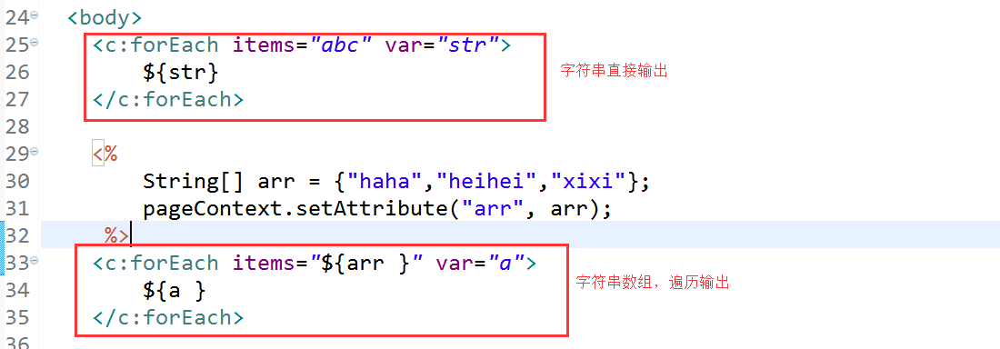 24 <body>
25 <c:forEach items="abc" var="str">
26 ${str}
字符串直接输出
27 </c:forEach>
28
29 <%
30 String[] arr = {"haha","heihei","xixi"};
31 pageContext.setAttribute("arr", arr);
32 %>
33 <c:forEach items="${arr }" var="a">
34 ${a }
字符串数组，遍历输出
35 </c:forEach>
36